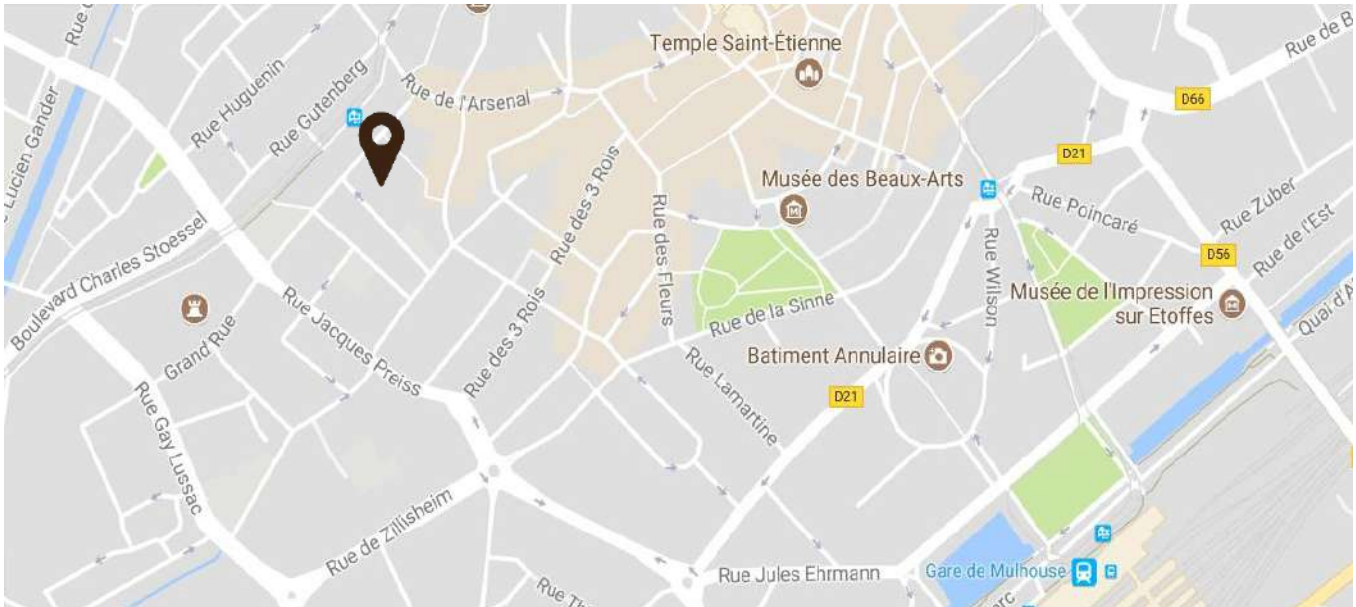 Temple Saint-Étienne
Rue de B
D66
Rue Huguenin
Rue Gutenberg
Rue de l'Arsenal
D21
Lucien Gander
Musée des Beaux-Arts
Rue Poincaré
Rue Zuber
Rue de l'Est
D56
Rue des 3 Rois
Rue des Fleurs
Rue Wilson
Boulevard Charles Stoessel
Musée de l'Impression
sur Etoffes
Quai d'A
Grand Rue
Rue Jacques Preiss
Rue des 3 Rois
Rue de la Sinne
Batiment Annulaire
Rue Lamartine
D21
Rue Gay Lussac
Rue de Zillisheim
Rue Jules Ehrmann
Gare de Mulhouse
Rue Th
arc